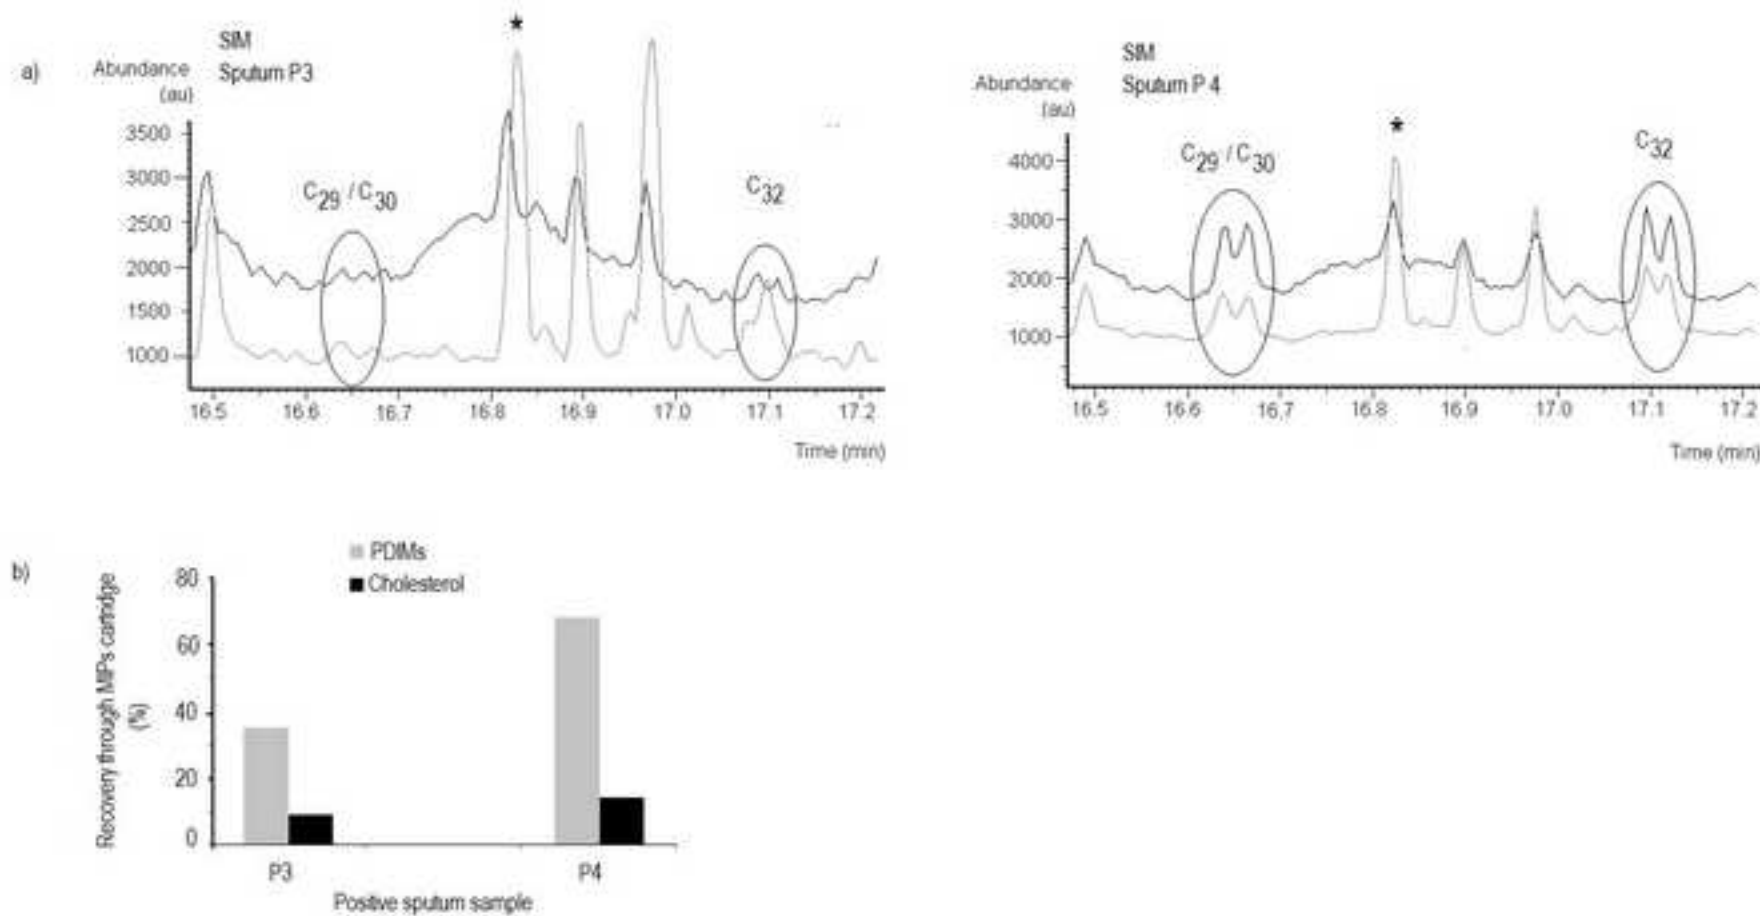 a)
SIM
Sputum P3
Abundance
(au)
*
C29 / C30
C32
3500
3000
2500
2000
1500
1000
16.5 16.6 16.7 16.8 16.9 17.0 17.1 17.2
Time (min)
SIM
Sputum P 4
Abundance
(au)
*
C29 / C30
C32
4000
3000
2000
1000
16.5 16.6 16.7 16.8 16.9 17.0 17.1 17.2
Time (min)
b)
PDIMs
Cholesterol
Recovery through MIPs cartridge
(%)
80
60
40
20
0
P3 P4
Positive sputum sample